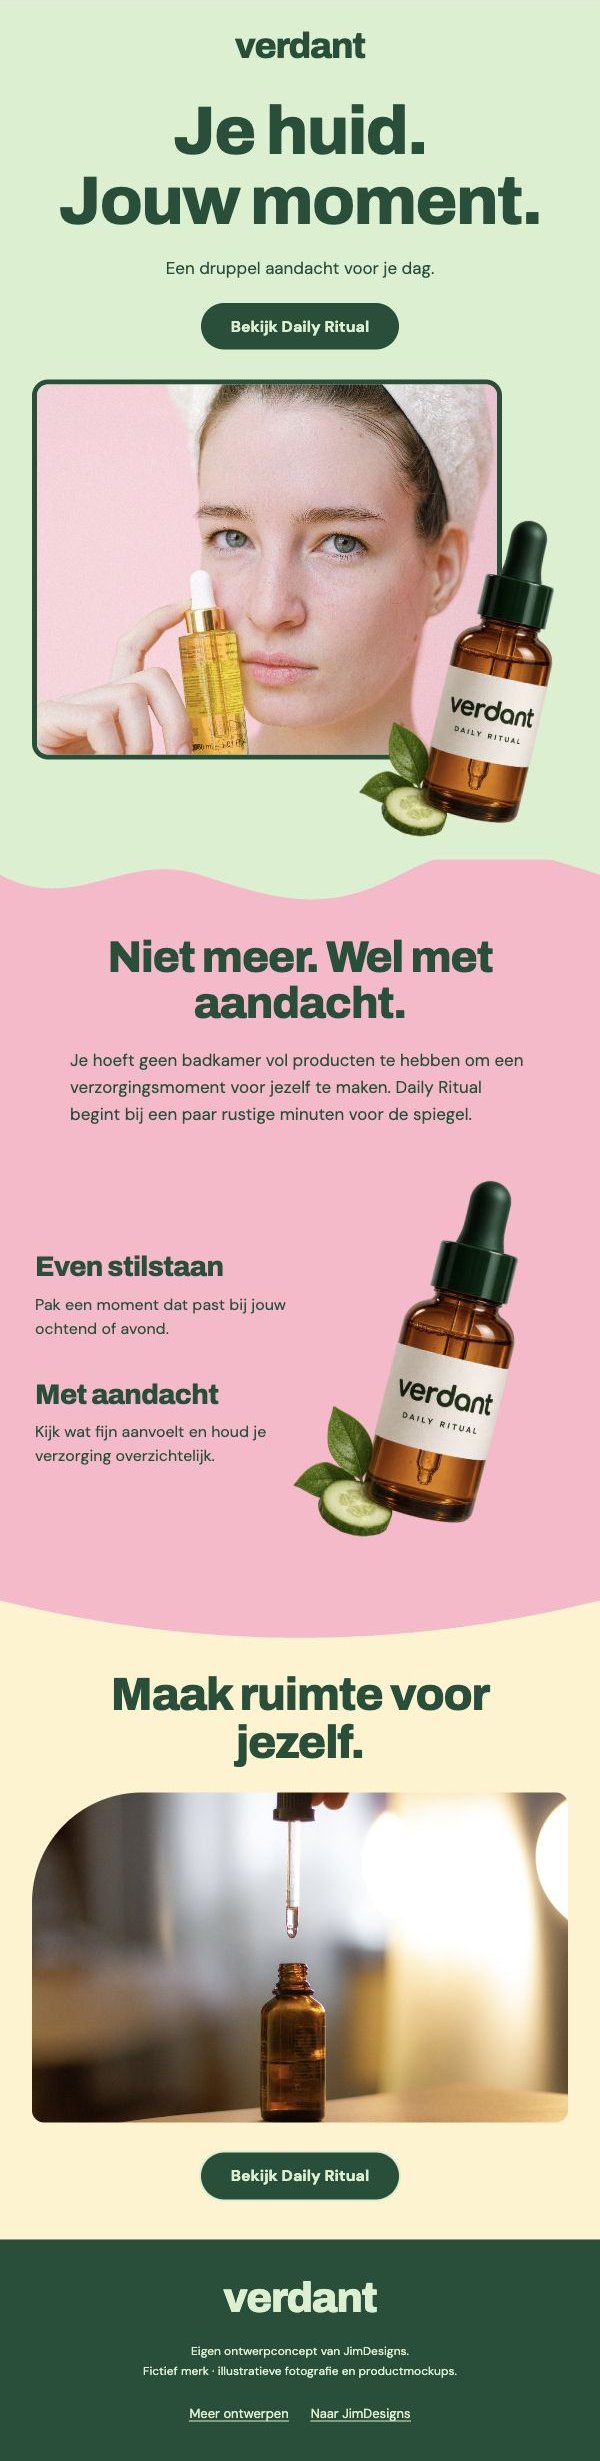 verdant
Je huid.
Jouw moment.
Een druppel aandacht voor je dag.
Bekijk Daily Ritual
verdant
DAILY RITUAL
Niet meer. Wel met
aandacht.
Je hoeft geen badkamer vol producten te hebben om een
verzorgingsmoment voor jezelf te maken. Daily Ritual
begint bij een paar rustige minuten voor de spiegel.
Even stilstaan
Pak een moment dat past bij jouw
ochtend of avond.
Met aandacht
Kijk wat fijn aanvoelt en houd je
verzorging overzichtelijk.
verdant
DAILY RITUAL
Maak ruimte voor
jezelf.
Bekijk Daily Ritual
verdant
Eigen ontwerpconcept van JimDesigns.
Fictief merk · illustratieve fotografie en productmockups.
Meer ontwerpen Naar JimDesigns